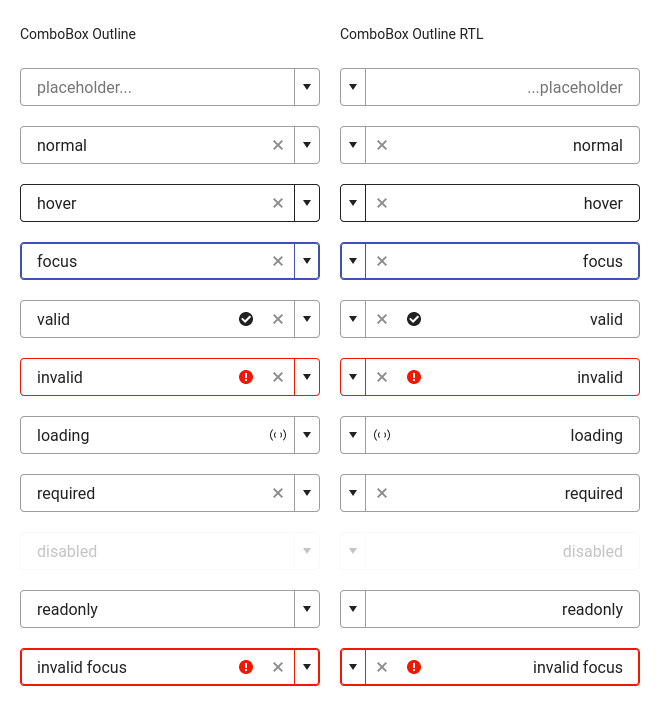 ComboBox Outline
placeholder...
normal
hover
focus
valid
invalid
loading
required
disabled
readonly
invalid focus
ComboBox Outline RTL
...placeholder
normal
hover
focus
valid
invalid
loading
required
disabled
readonly
invalid focus